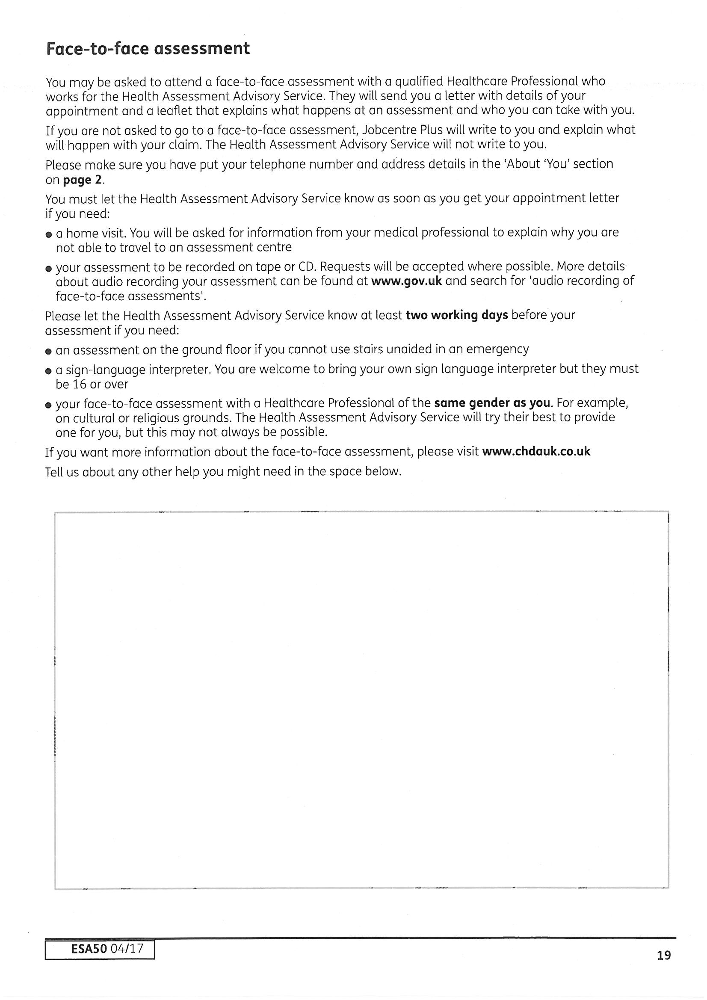 Face-to-face assessment
You may be asked to attend a face-to-face assessment with a qualified Healthcare Professional who
works for the Health Assessment Advisory Service. They will send you a letter with details of your
appointment and a leaflet that explains what happens at an assessment and who you can take with you.
If you are not asked to go to a face-to-face assessment, Jobcentre Plus will write to you and explain what
will happen with your claim. The Health Assessment Advisory Service will not write to you.
Please make sure you have put your telephone number and address details in the ‘About ‘You’ section
on page 2.
You must let the Health Assessment Advisory Service know as soon as you get your appointment letter
if you need:
● a home visit. You will be asked for information from your medical professional to explain why you are
not able to travel to an assessment centre
● your assessment to be recorded on tape or CD. Requests will be accepted where possible. More details
about audio recording your assessment can be found at www.gov.uk and search for 'audio recording of
face-to-face assessments'.
Please let the Health Assessment Advisory Service know at least two working days before your
assessment if you need:
● an assessment on the ground floor if you cannot use stairs unaided in an emergency
● a sign-language interpreter. You are welcome to bring your own sign language interpreter but they must
be 16 or over
● your face-to-face assessment with a Healthcare Professional of the same gender as you. For example,
on cultural or religious grounds. The Health Assessment Advisory Service will try their best to provide
one for you, but this may not always be possible.
If you want more information about the face-to-face assessment, please visit www.chdauk.co.uk
Tell us about any other help you might need in the space below.
ESA50 04/17
19